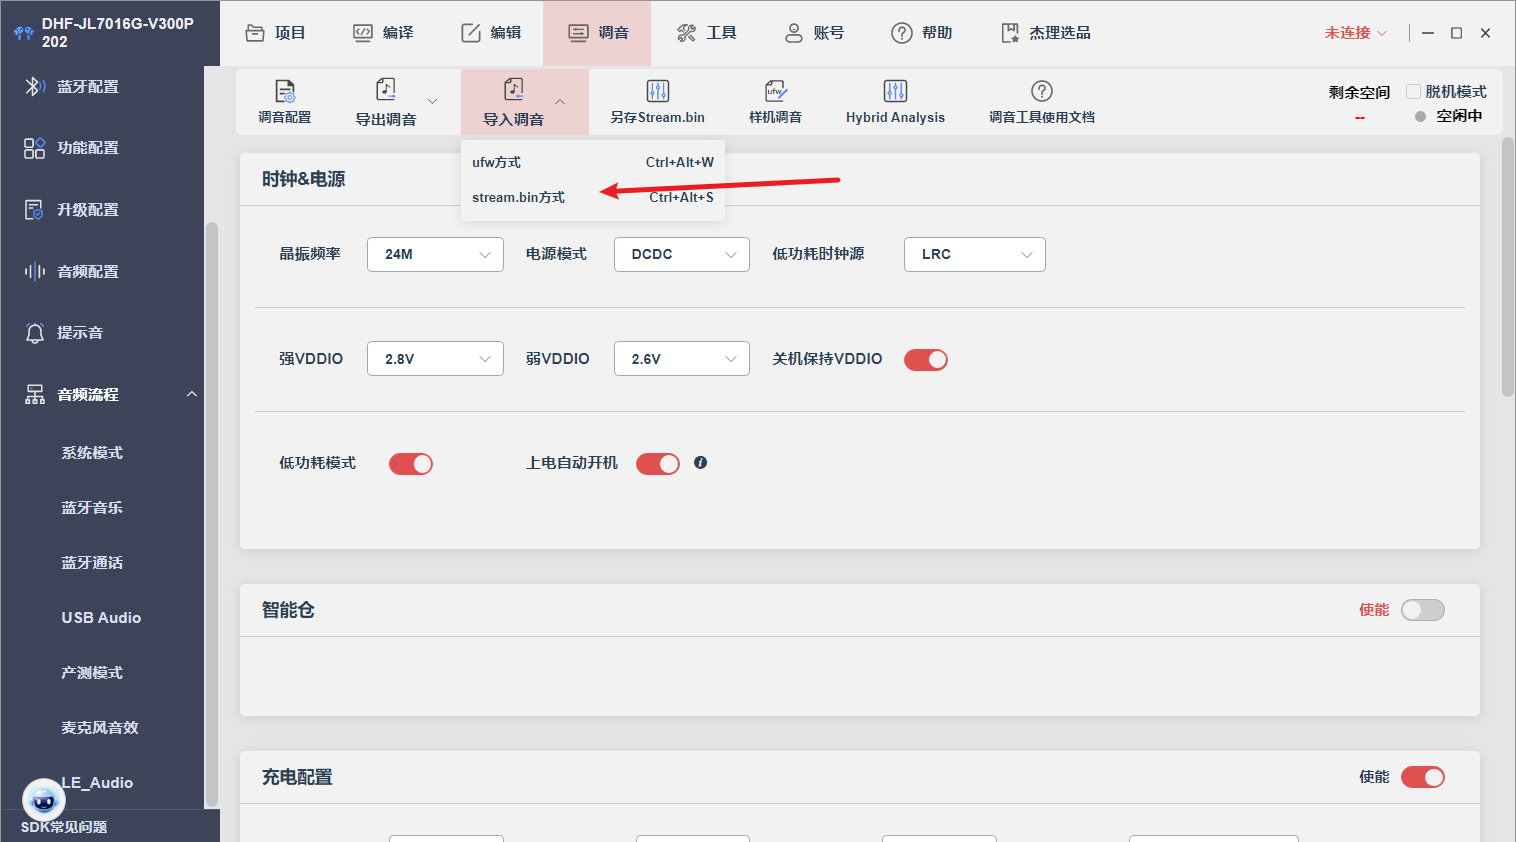 DHF-JL7016G-V300P
202
项目
编译
编辑
调音
工具
账号
帮助
杰理选品
未连接
调音配置
导出调音
导入调音
另存Stream.bin
样机调音
ufw
Hybrid Analysis
调音工具使用文档
剩余空间
--
脱机模式
空闲中
ufw方式 Ctrl+Alt+W
stream.bin方式 Ctrl+Alt+S
蓝牙配置
功能配置
升级配置
音频配置
提示音
音频流程
系统模式
蓝牙音乐
蓝牙通话
USB Audio
产测模式
麦克风音效
LE_Audio
SDK常见问题
时钟&电源
晶振频率 24M 电源模式 DCDC 低功耗时钟源 LRC
强VDDIO 2.8V 弱VDDIO 2.6V 关机保持VDDIO
低功耗模式 上电自动开机
智能仓 使能
充电配置 使能